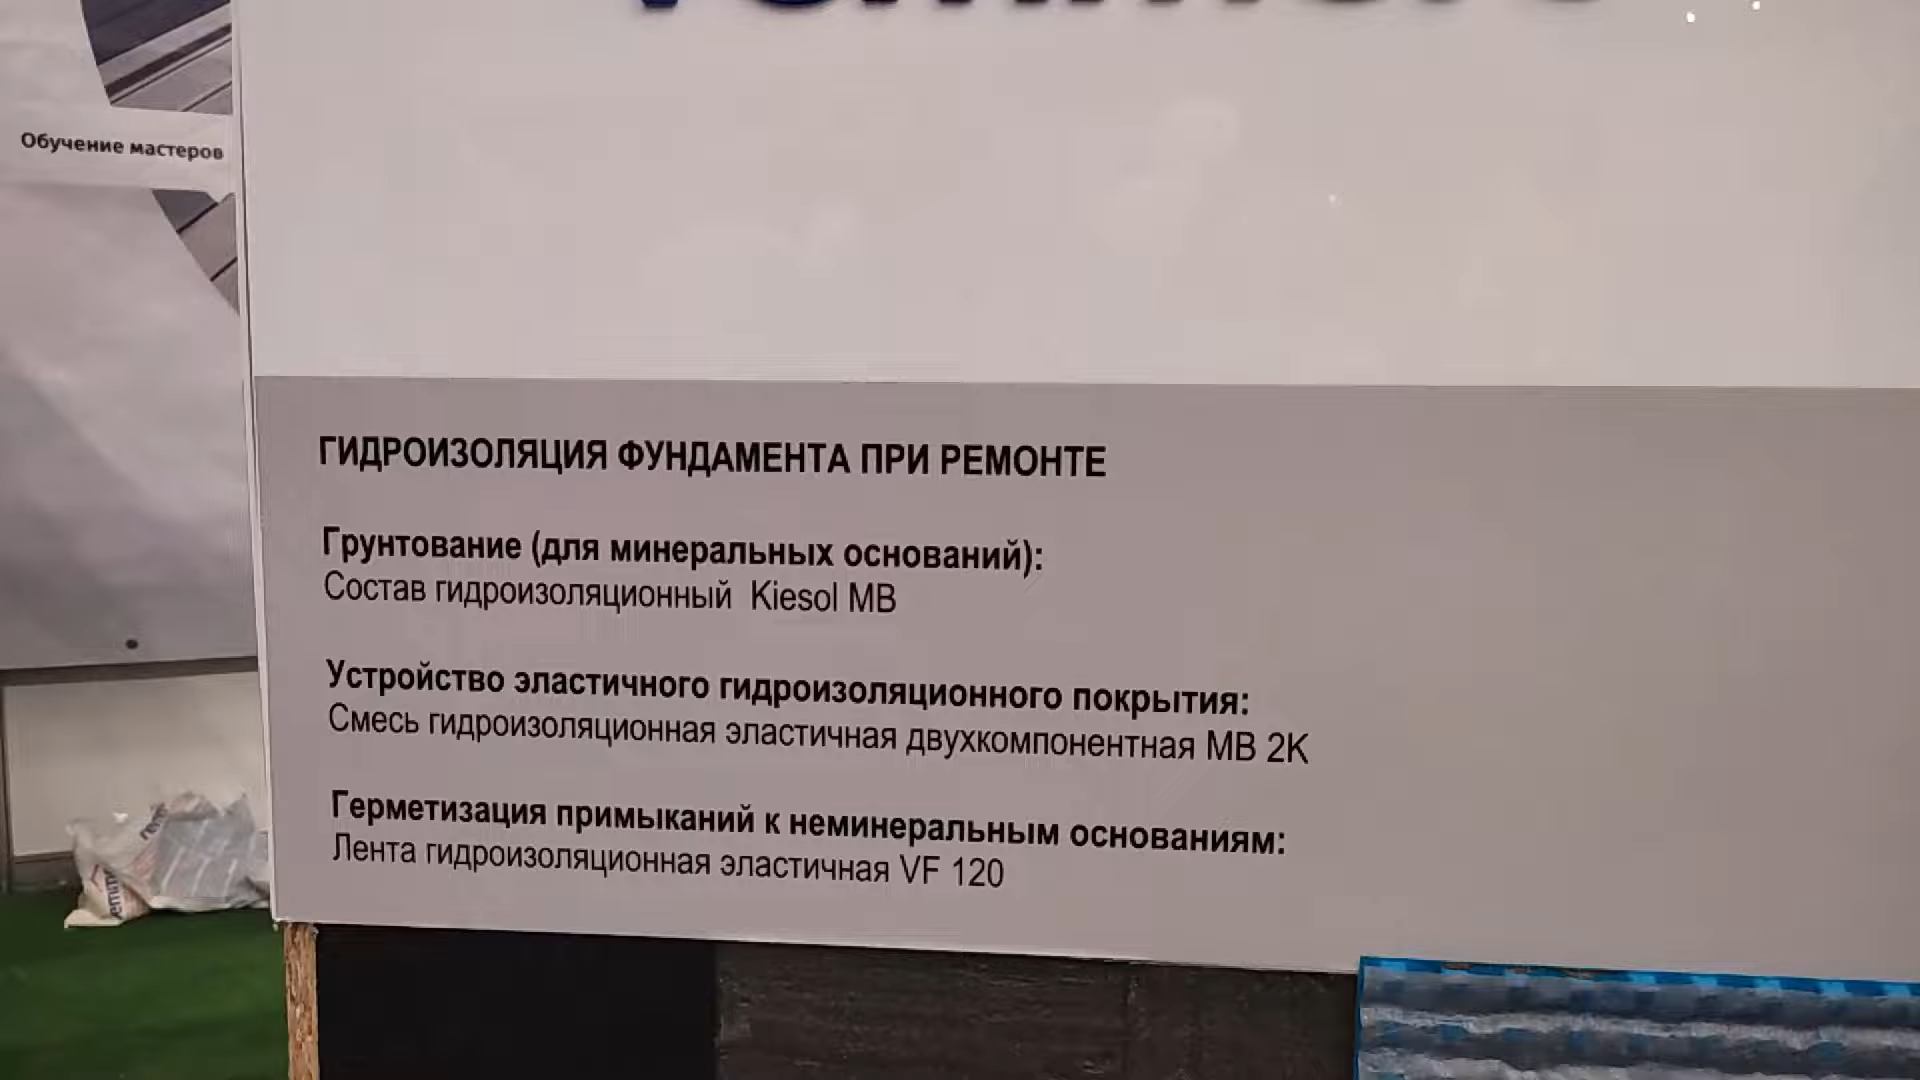 Обучение мастеров
ГИДРОИЗОЛЯЦИЯ ФУНДАМЕНТА ПРИ РЕМОНТЕ
Грунтование (для минеральных оснований):
Состав гидроизоляционный Kiesol MB
Устройство эластичного гидроизоляционного покрытия:
Смесь гидроизоляционная эластичная двухкомпонентная MB 2K
Герметизация примыканий к неминеральным основаниям:
Лента гидроизоляционная эластичная VF 120